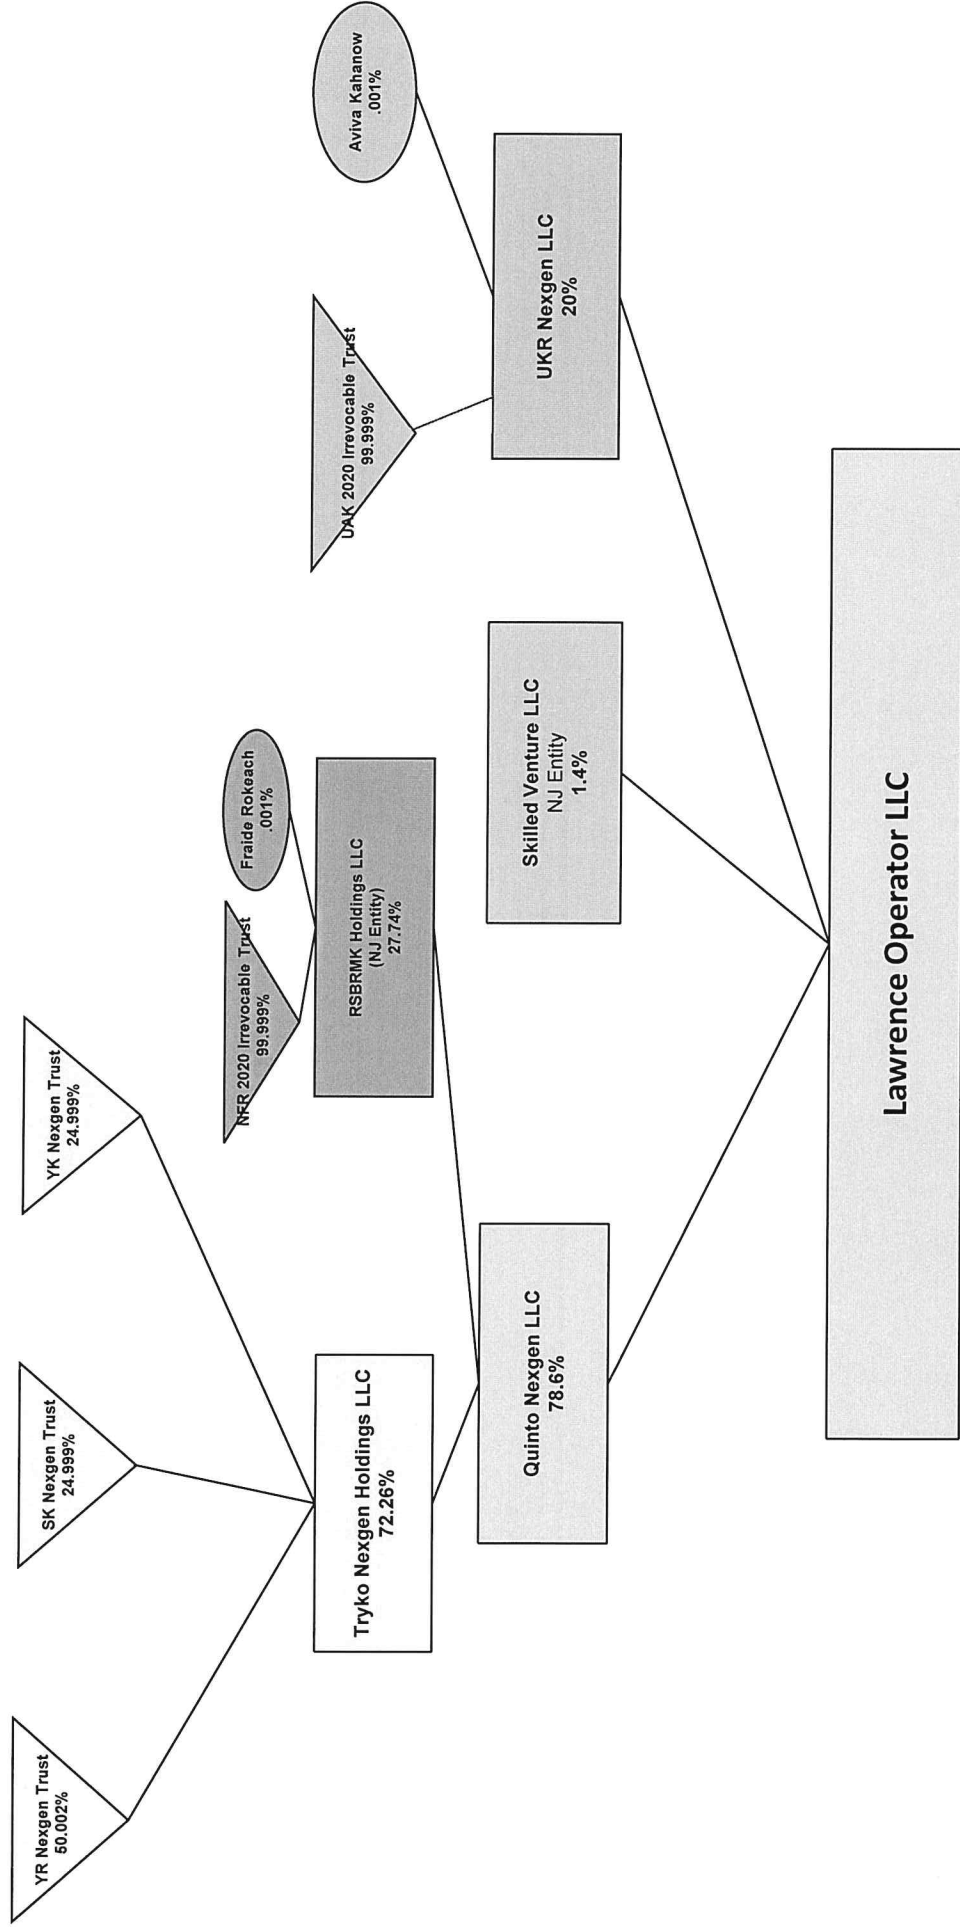 YR Nexgen Trust
50.002%
SK Nexgen Trust
24.999%
YK Nexgen Trust
24.999%
NFR 2020 Irrevocable Trust
99.999%
Fraide Rokeach
.001%
UAK 2020 Irrevocable Trust
99.999%
Aviva Kahanow
.001%
Tryko Nexgen Holdings LLC
72.26%
RSBRMK Holdings LLC
(NJ Entity)
27.74%
Quinto Nexgen LLC
78.6%
Skilled Venture LLC
NJ Entity
1.4%
UKR Nexgen LLC
20%
Lawrence Operator LLC